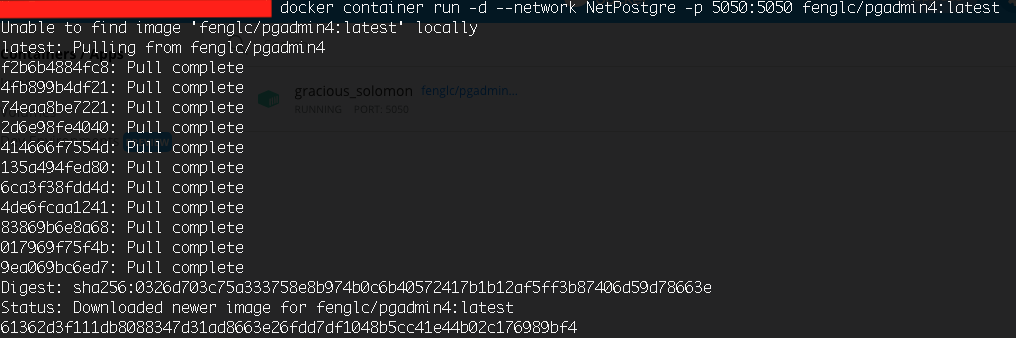 docker container run -d --network NetPostgre -p 5050:5050 fenglc/pgadmin4:latest
Unable to find image 'fenglc/pgadmin4:latest' locally
latest: Pulling from fenglc/pgadmin4
f2b6b4884fc8: Pull complete
4fb899b4df21: Pull complete
74eaa8be7221: Pull complete
gracious_solomon fenglc/pgadmin...
RUNNING PORT: 5050
2d6e98fe4040: Pull complete
414666f7554d: Pull complete
135a494fed80: Pull complete
6ca3f38fdd4d: Pull complete
4de6fcaa1241: Pull complete
83869b6e8a68: Pull complete
017969f75f4b: Pull complete
9ea069bc6ed7: Pull complete
Digest: sha256:0326d703c75a333758e8b974b0c6b40572417b1b12af5ff3b87406d59d78663e
Status: Downloaded newer image for fenglc/pgadmin4:latest
61362d3f111db8088347d31ad8663e26fdd7df1048b5cc41e44b02c176989bf4